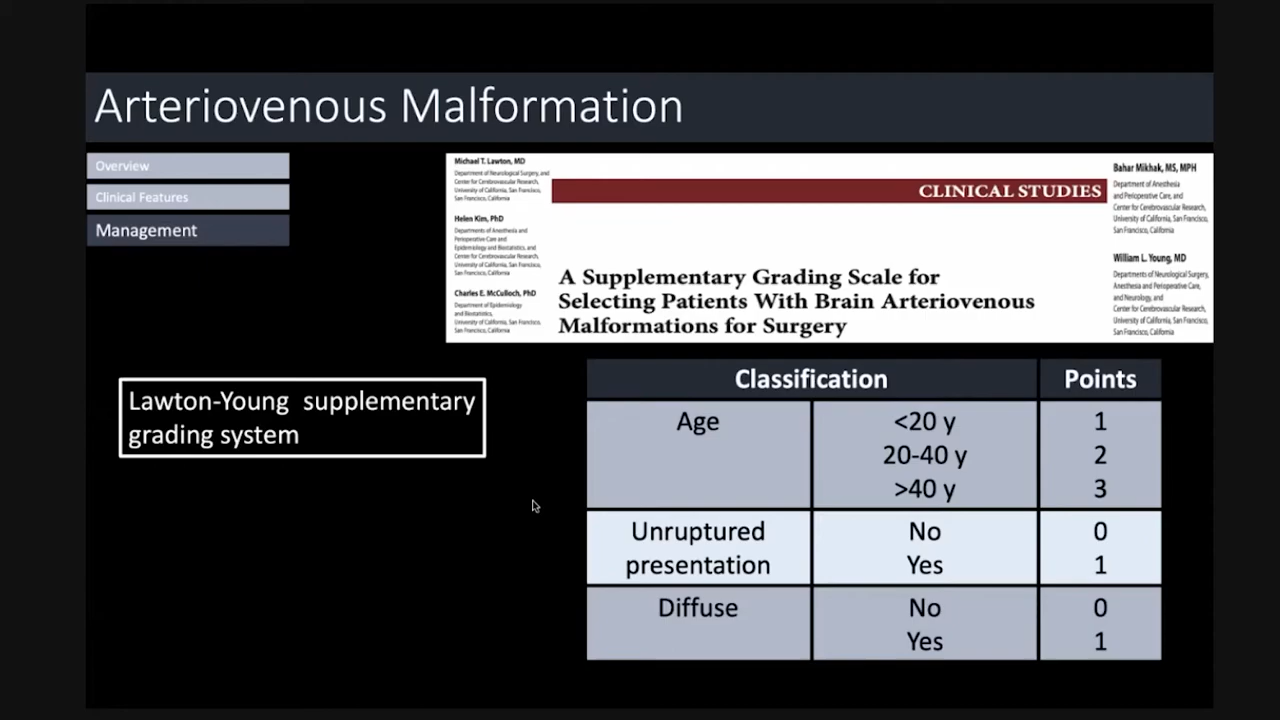 Arteriovenous Malformation
Overview
Clinical Features
Management
Michael T. Lawton, MD
Department of Neurological Surgery, and
Center for Cerebrovascular Research,
University of California, San Francisco,
San Francisco, California
Helen Kim, PhD
Departments of Anesthesia and
Perioperative Care and
Epidemiology and Biostatistics, and
Center for Cerebrovascular Research,
University of California, San Francisco,
San Francisco, California
Charles E. McCulloch, PhD
Department of Epidemiology
and Biostatistics,
University of California, San Francisco,
San Francisco, California
CLINICAL STUDIES
A Supplementary Grading Scale for
Selecting Patients With Brain Arteriovenous
Malformations for Surgery
Bahar Mikhak, MS, MPH
Department of Anesthesia
and Perioperative Care, and
Center for Cerebrovascular Research,
University of California, San Francisco,
San Francisco, California
William L. Young, MD
Departments of Neurological Surgery,
Anesthesia and Perioperative Care,
and Neurology, and
Center for Cerebrovascular Research,
University of California, San Francisco,
San Francisco, California
Lawton-Young supplementary
grading system
Classification Points
Age <20 y 1
20-40 y 2
>40 y 3
Unruptured No 0
presentation Yes 1
Diffuse No 0
Yes 1